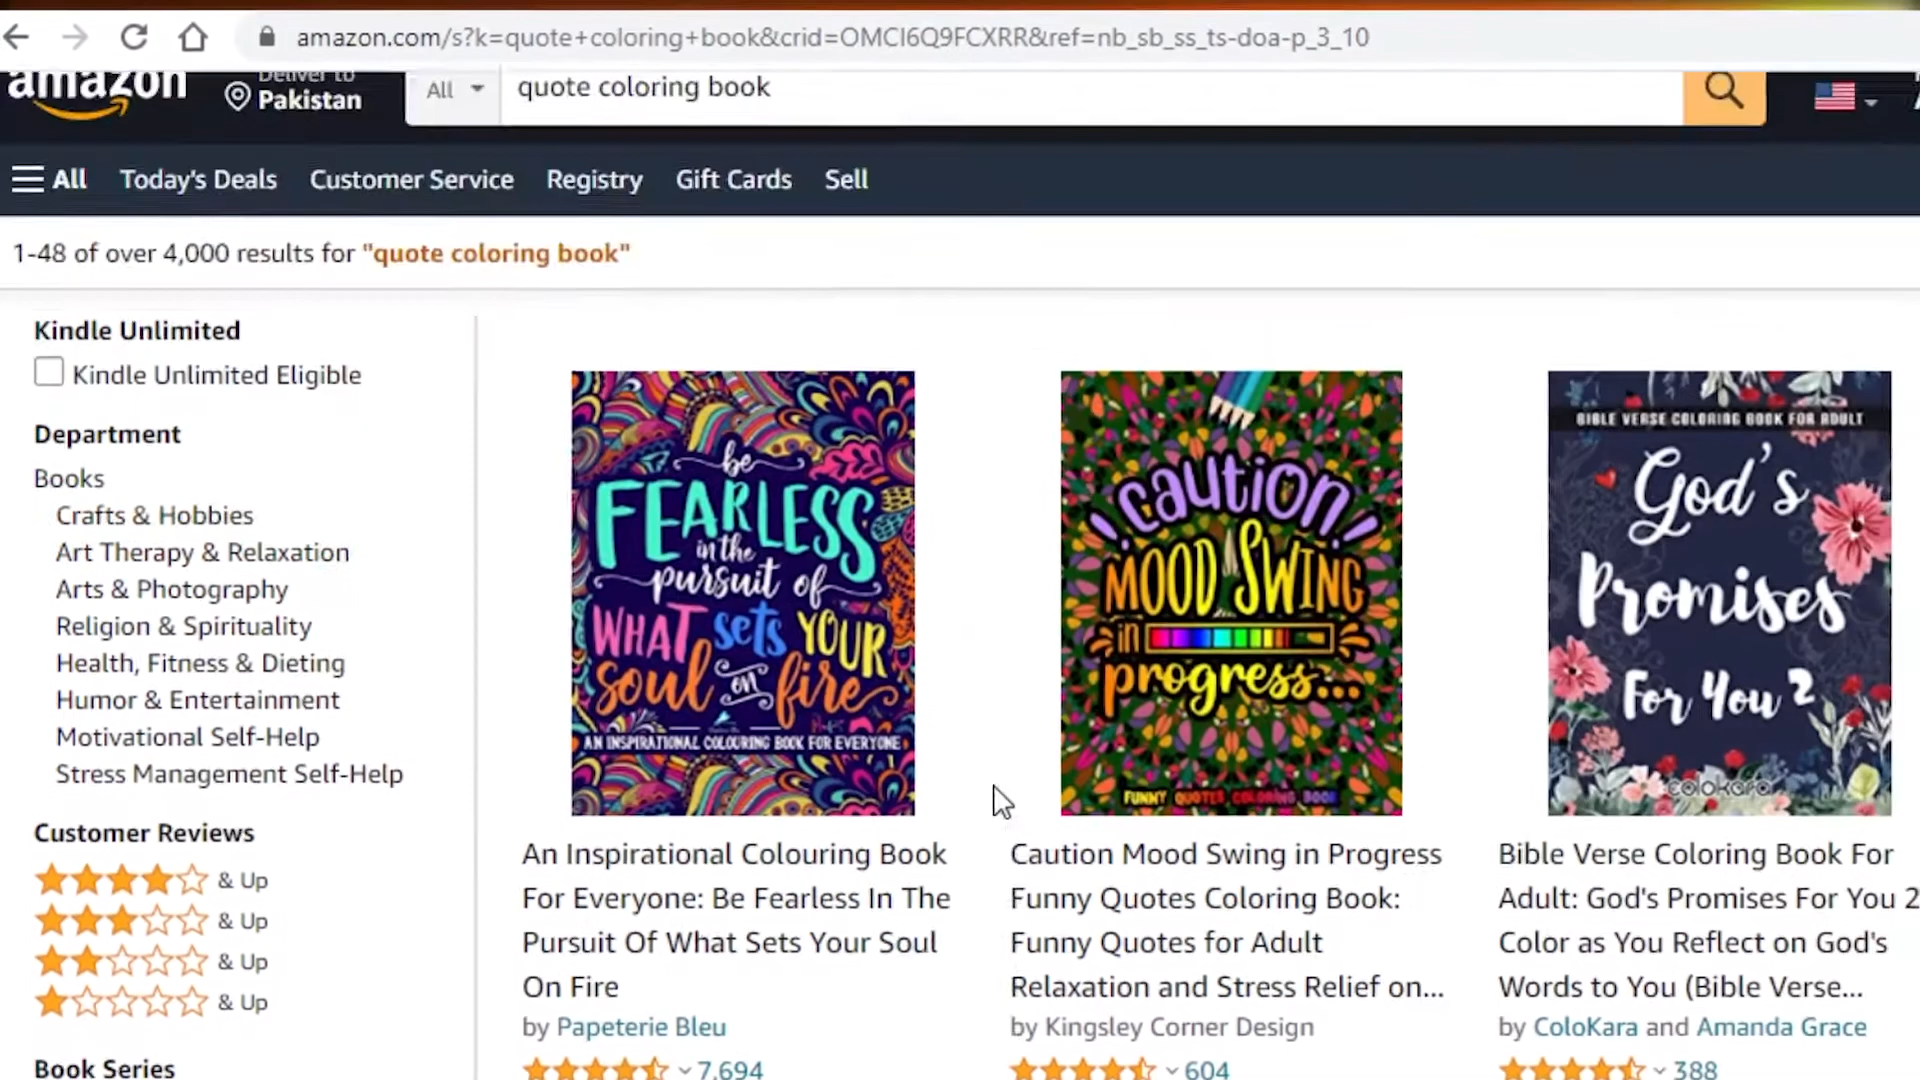 amazon.com/s?k=quote+coloring+book&crid=OMCI6Q9FCXRR&ref=nb_sb_ss_ts-doa-p_3_10
amazon
Deliver to
Pakistan
All
quote coloring book
All
Today's Deals
Customer Service
Registry
Gift Cards
Sell
1-48 of over 4,000 results for "quote coloring book"
Kindle Unlimited
Kindle Unlimited Eligible
Department
Books
Crafts & Hobbies
Art Therapy & Relaxation
Arts & Photography
Religion & Spirituality
Health, Fitness & Dieting
Humor & Entertainment
Motivational Self-Help
Stress Management Self-Help
Customer Reviews
& Up
& Up
& Up
& Up
Book Series
be
FEARLESS
in the
pursuit of
WHAT sets YOUR
soul on fire
AN INSPIRATIONAL COLOURING BOOK FOR EVERYONE
An Inspirational Colouring Book
For Everyone: Be Fearless In The
Pursuit Of What Sets Your Soul
On Fire
by Papeterie Bleu
7,694
caution
MOOD SWING
in
progress...
FUNNY QUOTES COLORING BOOK
Caution Mood Swing in Progress
Funny Quotes Coloring Book:
Funny Quotes for Adult
Relaxation and Stress Relief on...
by Kingsley Corner Design
604
BIBLE VERSE COLORING BOOK FOR ADULT
God's
Promises
For You 2
colokara
Bible Verse Coloring Book For
Adult: God's Promises For You 2
Color as You Reflect on God's
Words to You (Bible Verse...
by ColoKara and Amanda Grace
388